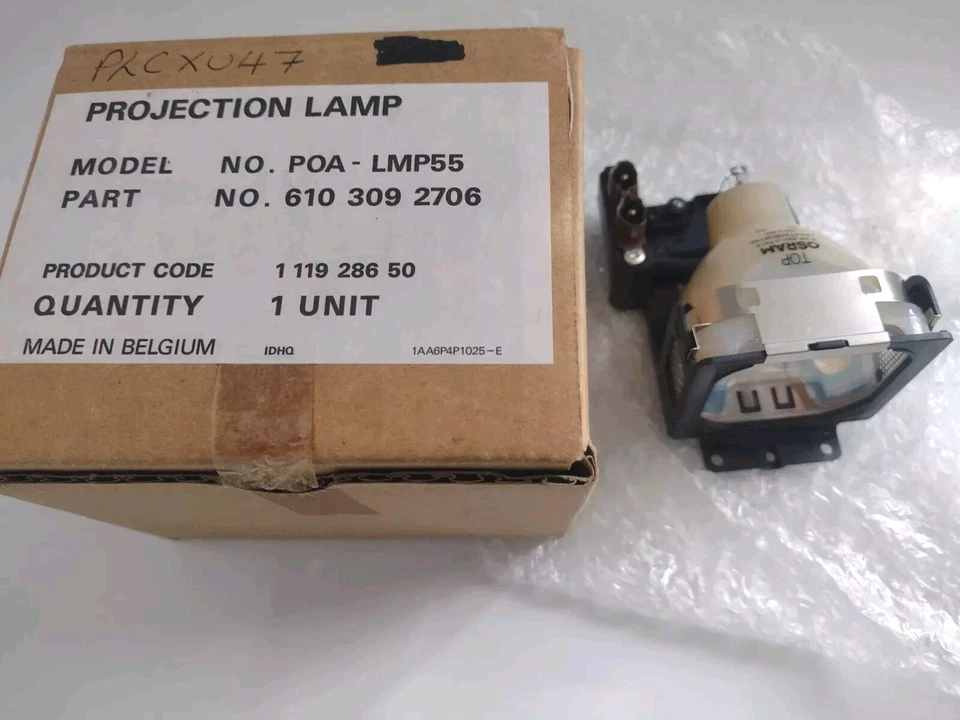 PLCXU47
PROJECTION LAMP
MODEL NO. POA - LMP55
PART NO. 610 309 2706
PRODUCT CODE 1 119 286 50
QUANTITY 1 UNIT
MADE IN BELGIUM IDHQ 1AA6P4P1025-E
TOP
OSRAM